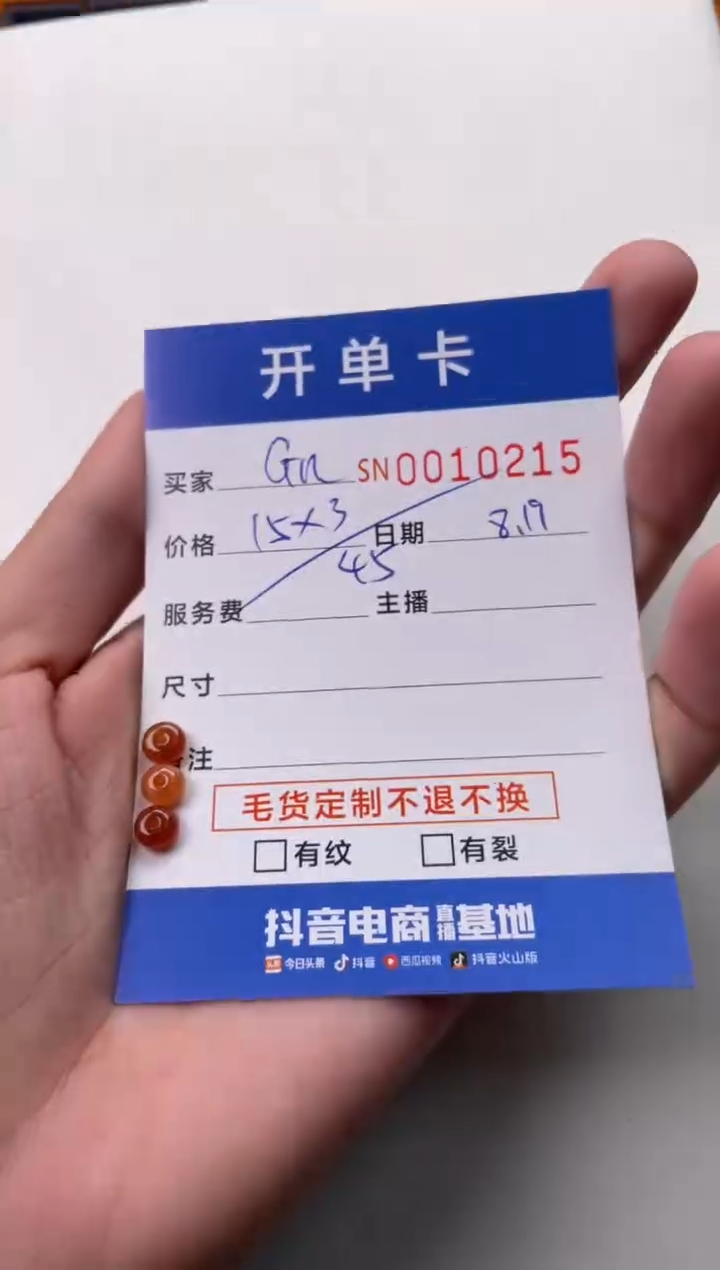 开单卡
买家 Gn SN0010215
价格 15×3 日期 8.19
45
服务费 主播
尺寸
注
毛货定制不退不换
有纹 有裂
抖音电商直播基地
头条 今日头条 抖音 西瓜视频 抖音火山版